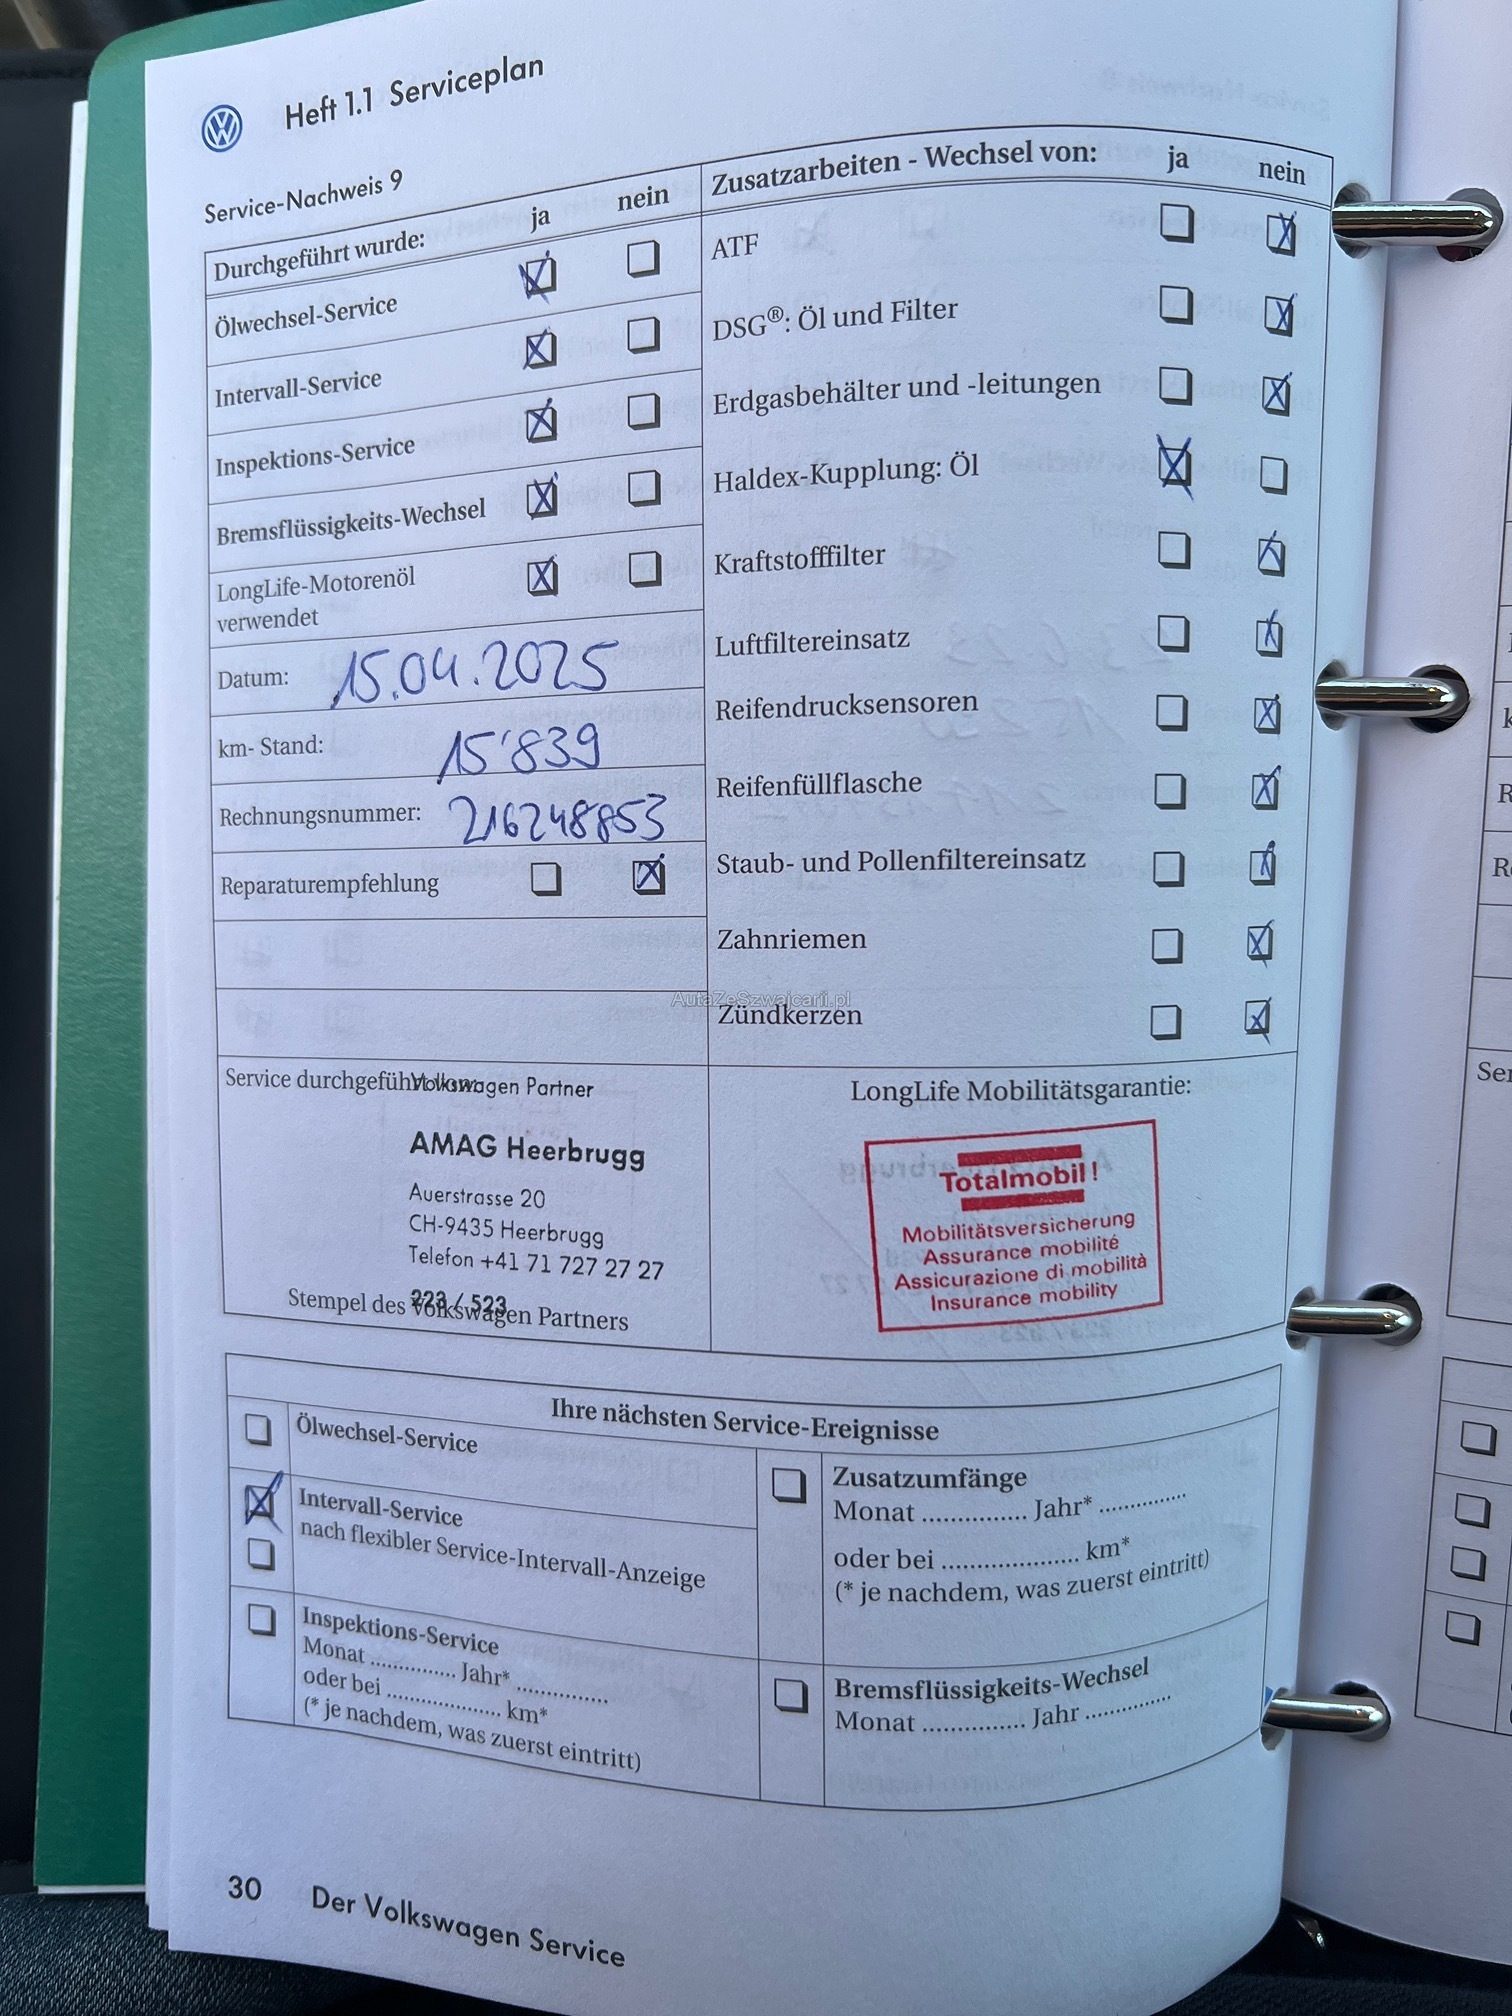 Heft 1.1 Serviceplan
Service-Nachweis 9
Durchgeführt wurde: ja nein
Ölwechsel-Service
Intervall-Service
Inspektions-Service
Bremsflüssigkeits-Wechsel
LongLife-Motorenöl
verwendet
Datum: 15.04.2025
km- Stand: 15'839
Rechnungsnummer: 216248853
Reparaturempfehlung
Zusatzarbeiten - Wechsel von: ja nein
ATF
DSG®: Öl und Filter
Erdgasbehälter und -leitungen
Haldex-Kupplung: Öl
Kraftstofffilter
Luftfiltereinsatz
Reifendrucksensoren
Reifenfüllflasche
Staub- und Pollenfiltereinsatz
Zahnriemen
AutaZeSzwajcarii.pl
Zündkerzen
Service durchgeführt
Volkswagen Partner
AMAG Heerbrugg
Auerstrasse 20
CH-9435 Heerbrugg
Telefon +41 71 727 27 27
223 / 523
Stempel des Volkswagen Partners
LongLife Mobilitätsgarantie:
Totalmobil!
Mobilitätsversicherung
Assurance mobilité
Assicurazione di mobilità
Insurance mobility
Ihre nächsten Service-Ereignisse
Ölwechsel-Service
Intervall-Service
nach flexibler Service-Intervall-Anzeige
Inspektions-Service
Monat ............... Jahr* ................
oder bei .................... km*
(* je nachdem, was zuerst eintritt)
Zusatzumfänge
Monat ................ Jahr* ...............
oder bei .................... km*
(* je nachdem, was zuerst eintritt)
Bremsflüssigkeits-Wechsel
Monat ................ Jahr ...............
30 Der Volkswagen Service